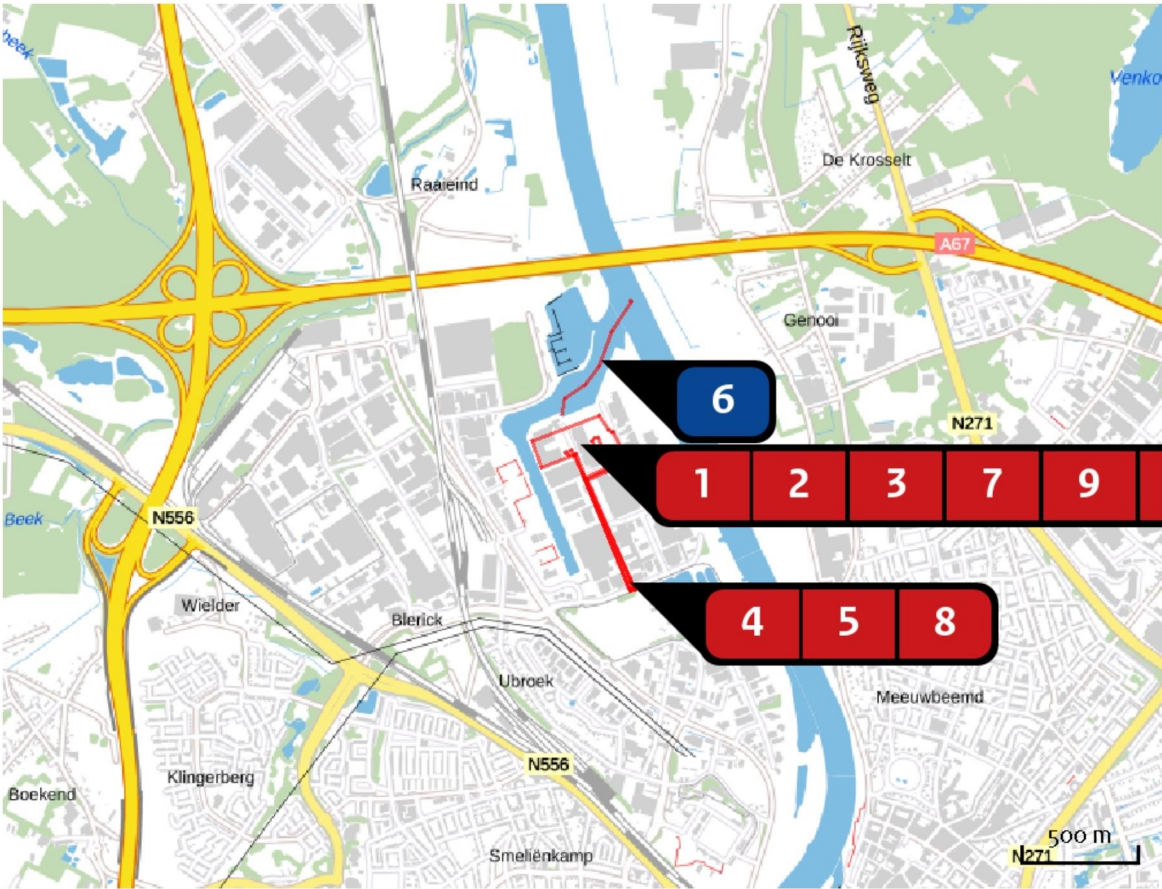 beek
Rijksweg
Venko
De Krosselt
Raaieind
A67
Genooi
6
N271
1 2 3 7 9
Beek
N556
Wielder
Blerick
4 5 8
Ubroek
Meeuwbeemd
N556
Klingerberg
Boekend
500 m
Smeliënkamp
N271